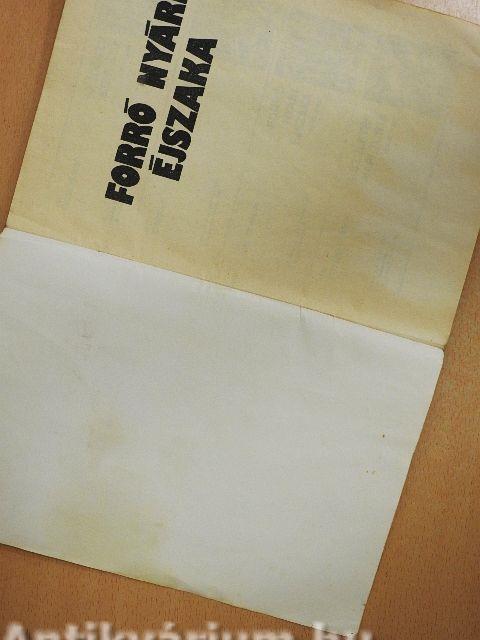 FORRÓ NYÁRI
ÉJSZAKA
Antikvárium.hu